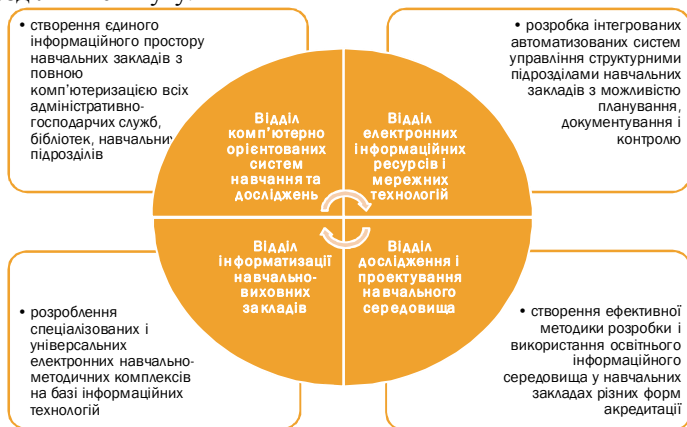 • створення єдиного
інформаційного простору
навчальних закладів з
повною
комп’ютеризацією всіх
адміністративно-
господарчих служб,
бібліотек, навчальних
підрозділів
• розробка інтегрованих
автоматизованих систем
управління структурними
підрозділами навчальних
закладів з можливістю
планування,
документування і
контролю
Відділ
комп’ютерно
орієнтованих
систем
навчання та
досліджень
Відділ
електронних
інформаційних
ресурсів і
мережних
технологій
Відділ
інформатизації
навчально-
виховних
закладів
Відділ
дослідження і
проектування
навчального
середовища
• розроблення
спеціалізованих і
універсальних
електронних навчально-
методичних комплексів
на базі інформаційних
технологій
• створення ефективної
методики розробки і
використання освітнього
інформаційного
середовища у навчальних
закладах різних форм
акредитації